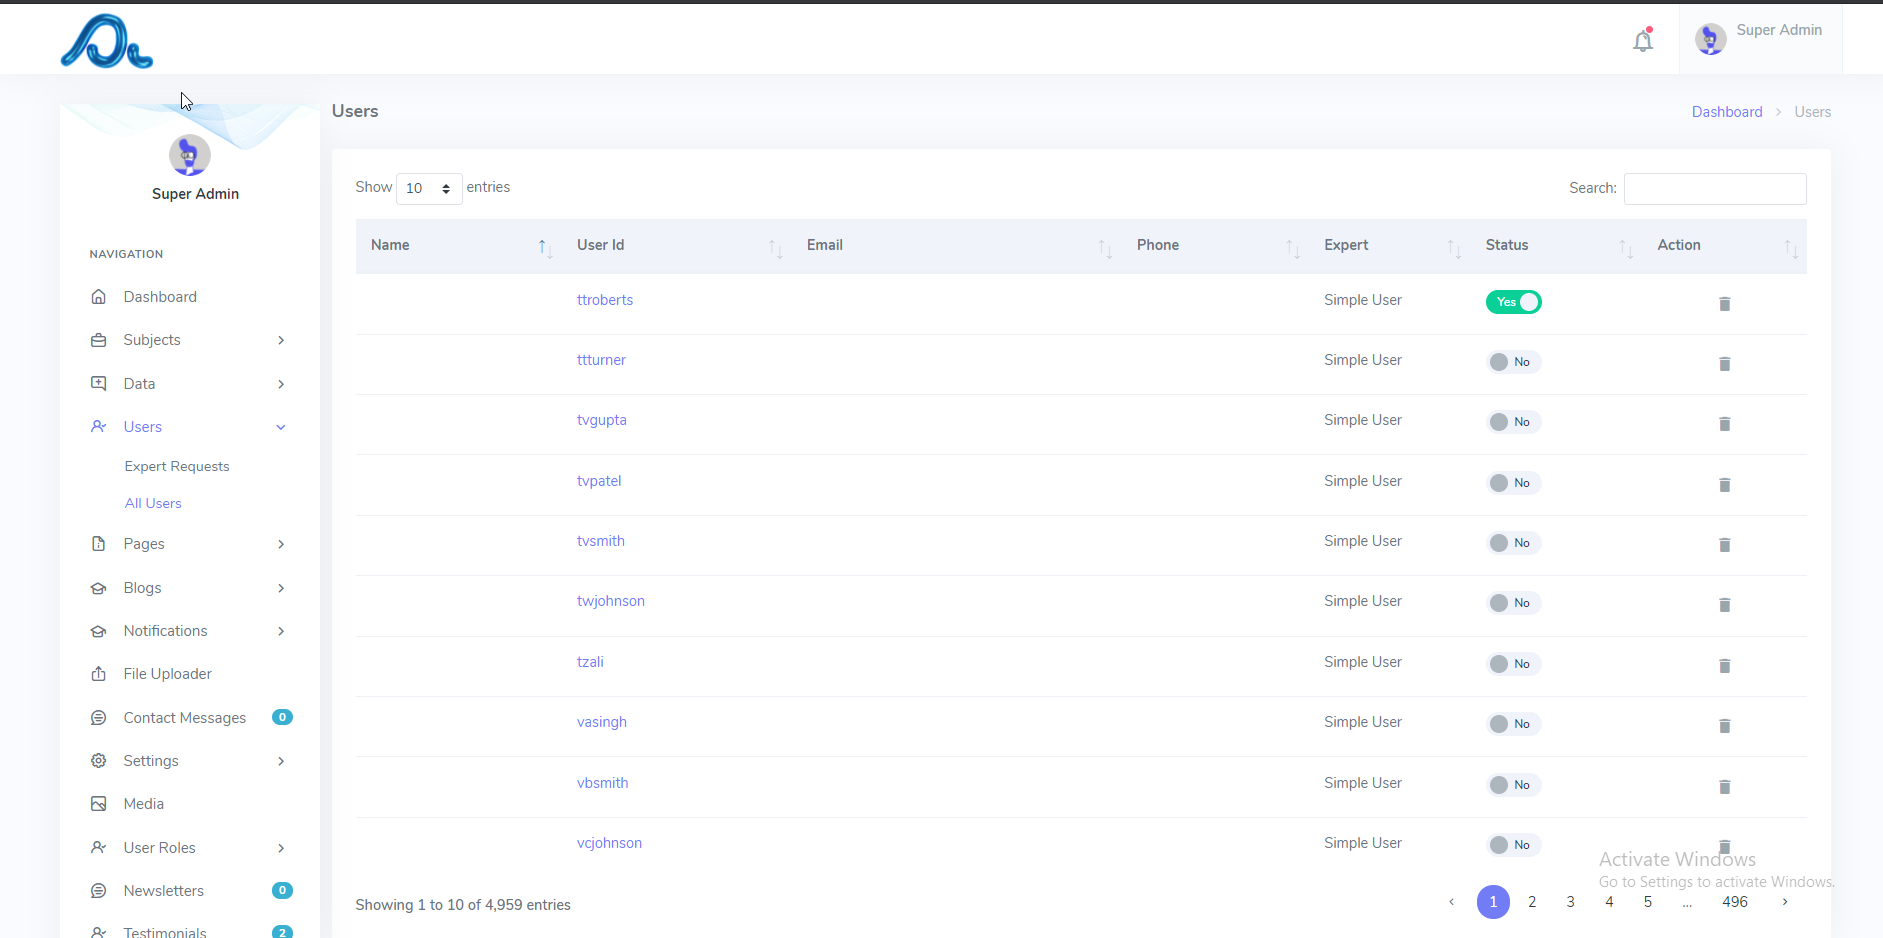 Super Admin
Super Admin
NAVIGATION
Dashboard
Subjects
Data
Users
Expert Requests
All Users
Pages
Blogs
Notifications
File Uploader
Contact Messages 0
Settings
Media
User Roles
Newsletters 0
Testimonials 2
Users
Dashboard > Users
Show 10 entries
Search:
Name User Id Email Phone Expert Status Action
ttroberts Simple User Yes
ttturner Simple User No
tvgupta Simple User No
tvpatel Simple User No
tvsmith Simple User No
twjohnson Simple User No
tzali Simple User No
vasingh Simple User No
vbsmith Simple User No
vcjohnson Simple User No
Showing 1 to 10 of 4,959 entries
‹ 1 2 3 4 5 ... 496 ›
Activate Windows
Go to Settings to activate Windows.